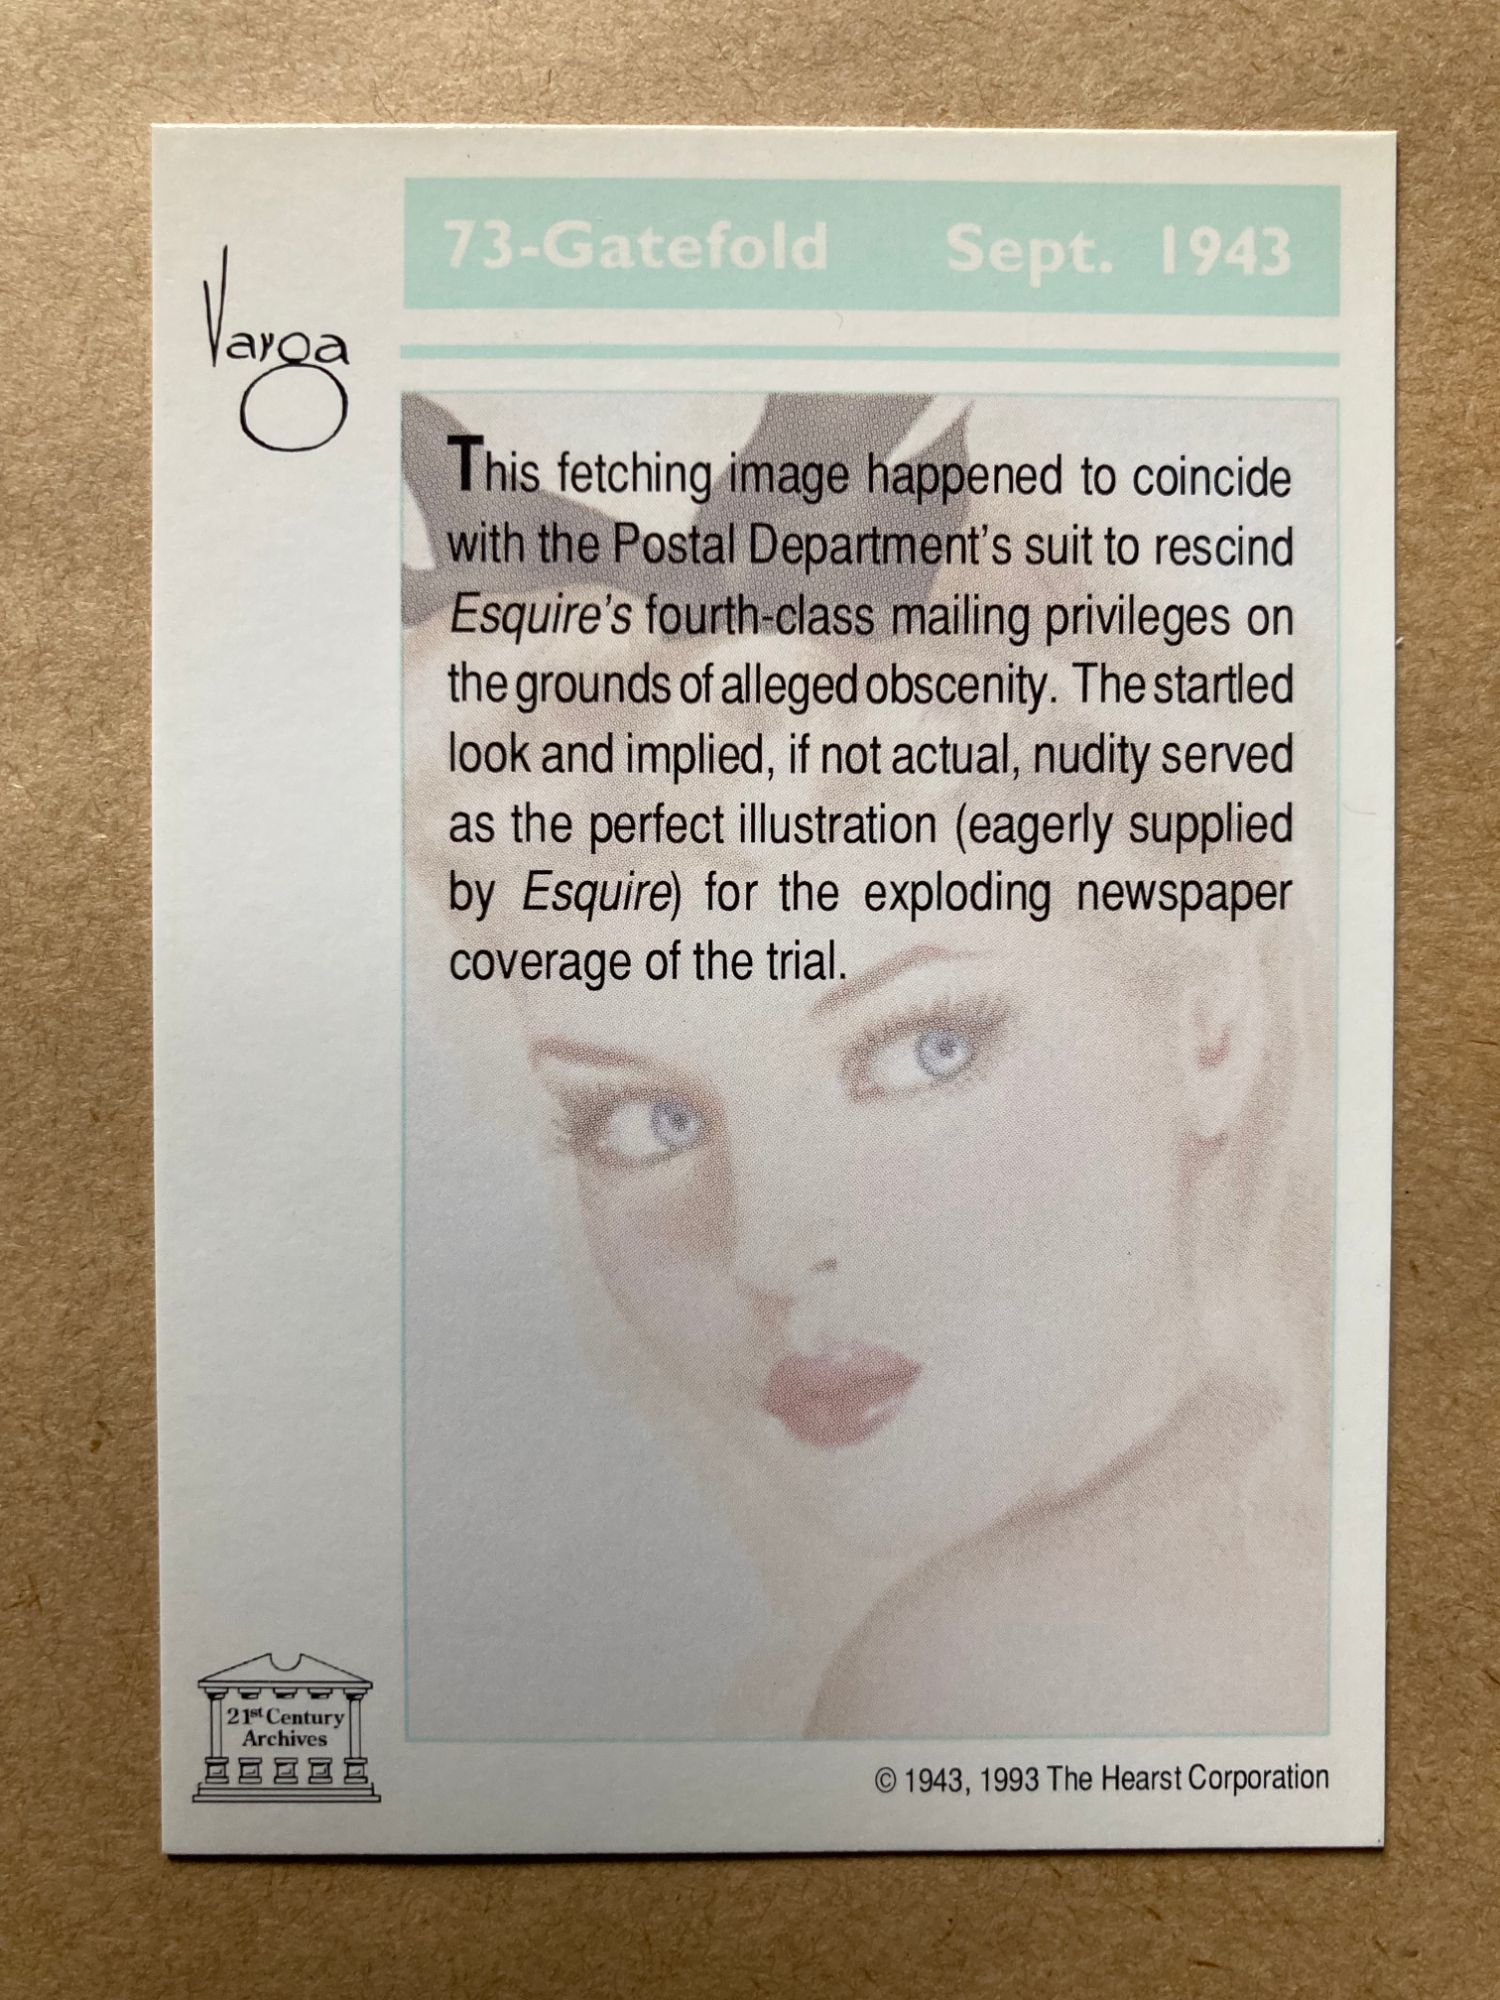 73-Gatefold Sept. 1943
Varga
This fetching image happened to coincide
with the Postal Department's suit to rescind
Esquire's fourth-class mailing privileges on
the grounds of alleged obscenity. The startled
look and implied, if not actual, nudity served
as the perfect illustration (eagerly supplied
by Esquire) for the exploding newspaper
coverage of the trial.
21st Century
Archives
© 1943, 1993 The Hearst Corporation